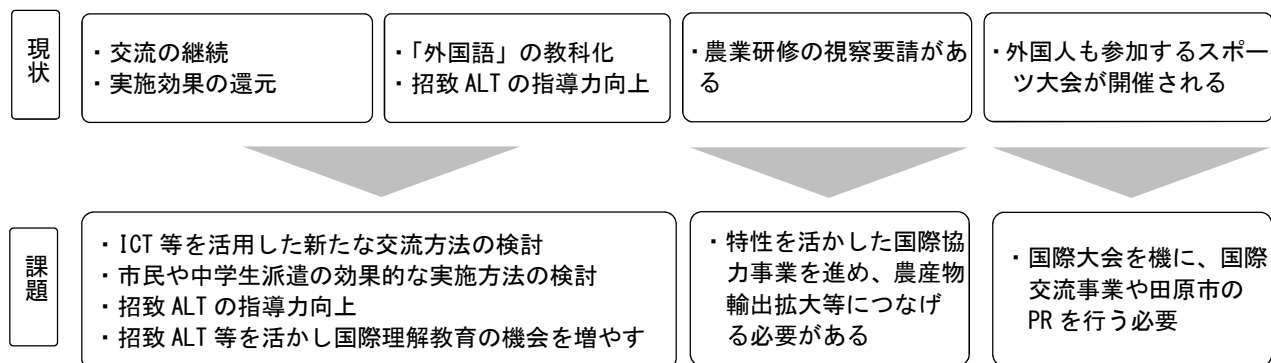 現状
・交流の継続
・実施効果の還元
・「外国語」の教科化
・招致 ALT の指導力向上
・農業研修の視察要請があ
る
・外国人も参加するスポー
ツ大会が開催される
課題
・ICT 等を活用した新たな交流方法の検討
・市民や中学生派遣の効果的な実施方法の検討
・招致 ALT の指導力向上
・招致 ALT 等を活かし国際理解教育の機会を増やす
・特性を活かした国際協
力事業を進め、農産物
輸出拡大等につなげ
る必要がある
・国際大会を機に、国際
交流事業や田原市の
PR を行う必要